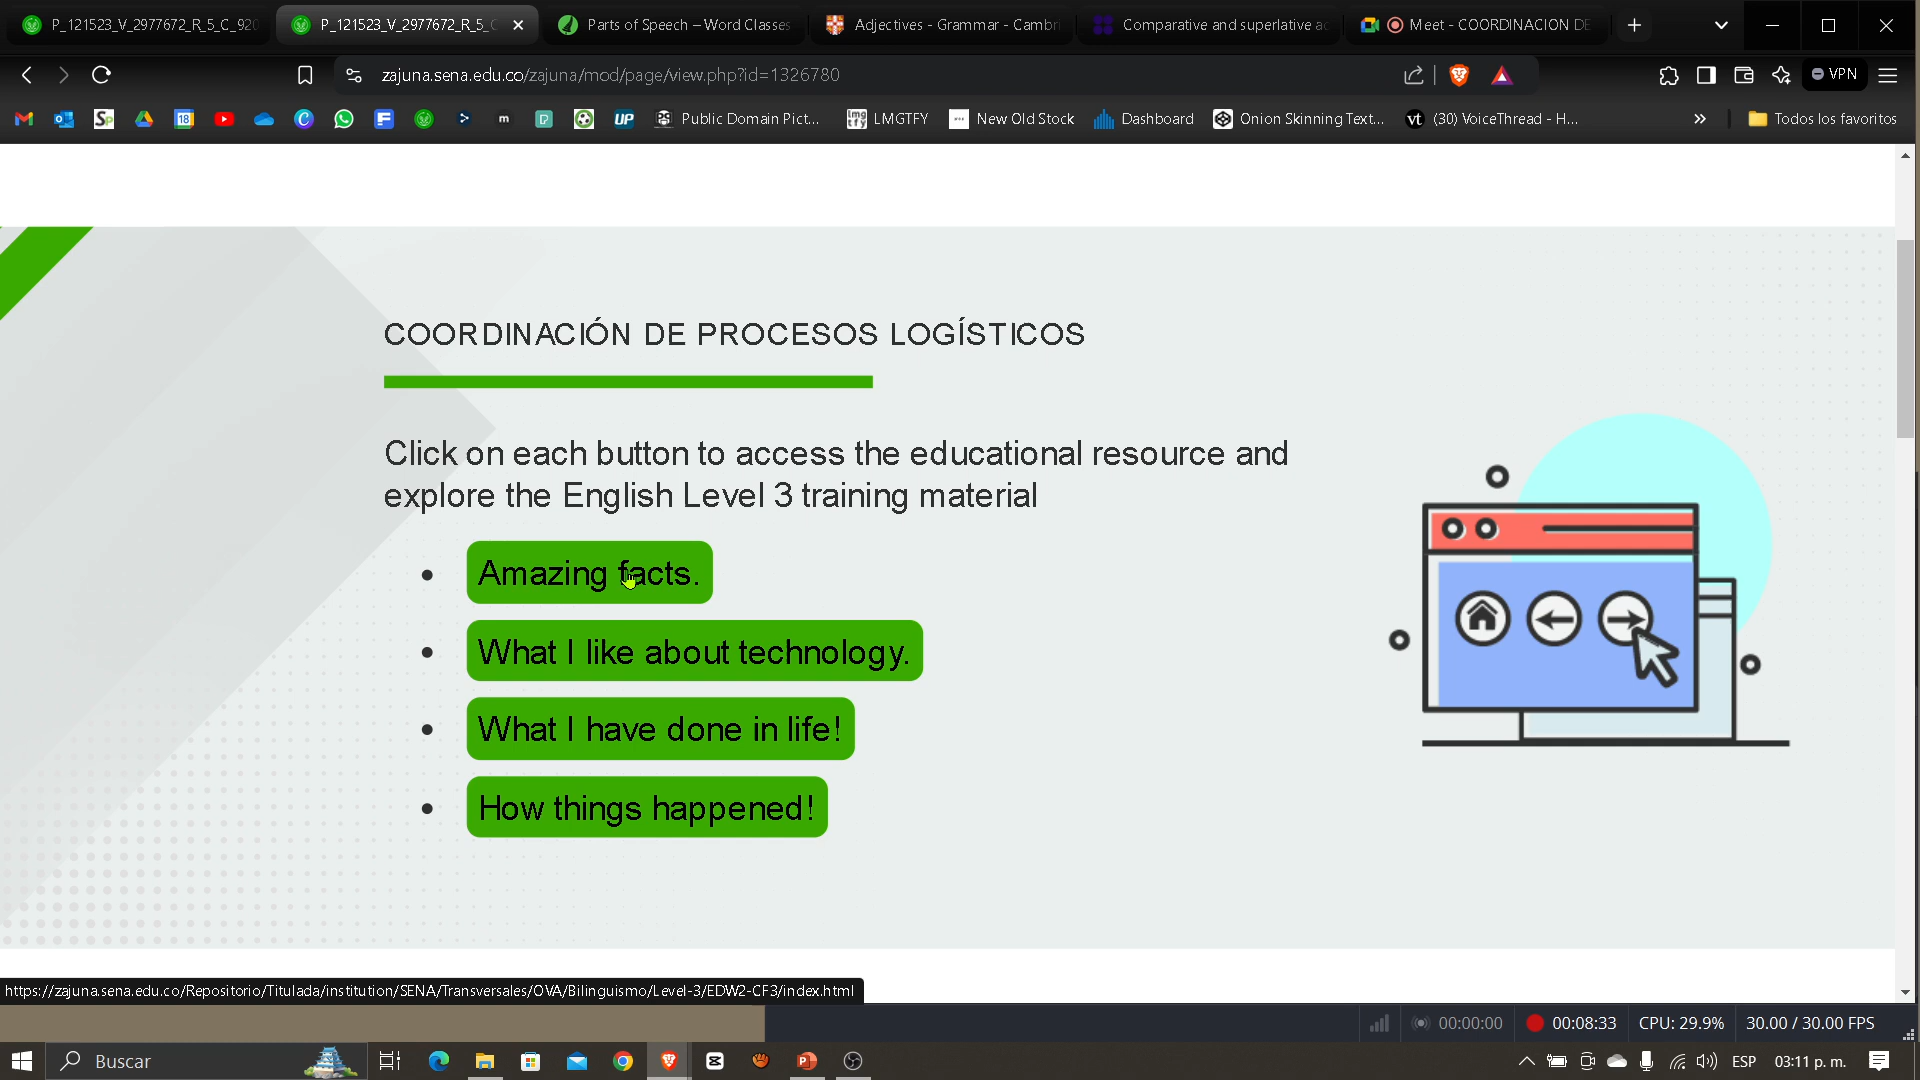 P_121523_V_2977672_R_5_C_920
P_121523_V_2977672_R_5_C
Parts of Speech – Word Classes
Adjectives - Grammar - Cambri
Comparative and superlative ad
Meet - COORDINACION DE
zajuna.sena.edu.co/zajuna/mod/page/view.php?id=1326780
VPN
Public Domain Pict...
LMGTFY
New Old Stock
Dashboard
Onion Skinning Text...
(30) VoiceThread - H...
Todos los favoritos
COORDINACIÓN DE PROCESOS LOGÍSTICOS
Click on each button to access the educational resource and
explore the English Level 3 training material
Amazing facts.
What I like about technology.
What I have done in life!
How things happened!
https://zajuna.sena.edu.co/Repositorio/Titulada/institution/SENA/Transversales/OVA/Bilinguismo/Level-3/EDW2-CF3/index.html
00:00:00
00:08:33
CPU: 29.9%
30.00 / 30.00 FPS
Buscar
ESP
03:11 p. m.